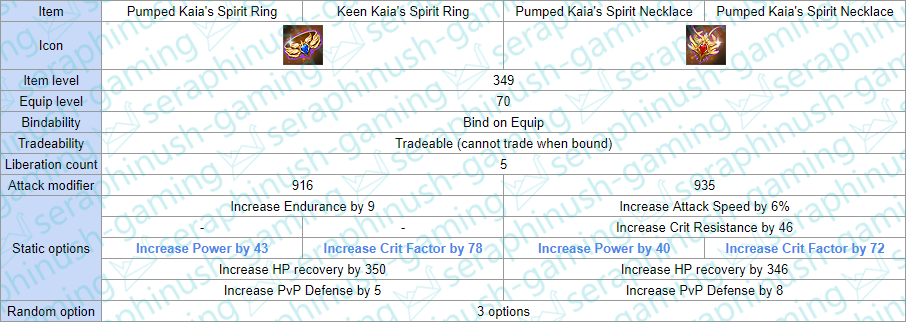 Item Pumped Kaia's Spirit Ring Keen Kaia's Spirit Ring Pumped Kaia's Spirit Necklace Pumped Kaia's Spirit Necklace
Icon
Item level 349
Equip level 70
Bindability Bind on Equip
Tradeability Tradeable (cannot trade when bound)
Liberation count 5
Attack modifier 916 935
Static options
Increase Endurance by 9 Increase Attack Speed by 6%
- - Increase Crit Resistance by 46
Increase Power by 43 Increase Crit Factor by 78 Increase Power by 40 Increase Crit Factor by 72
Increase HP recovery by 350 Increase HP recovery by 346
Increase PvP Defense by 5 Increase PvP Defense by 8
Random option 3 options
seraphinush-gaming